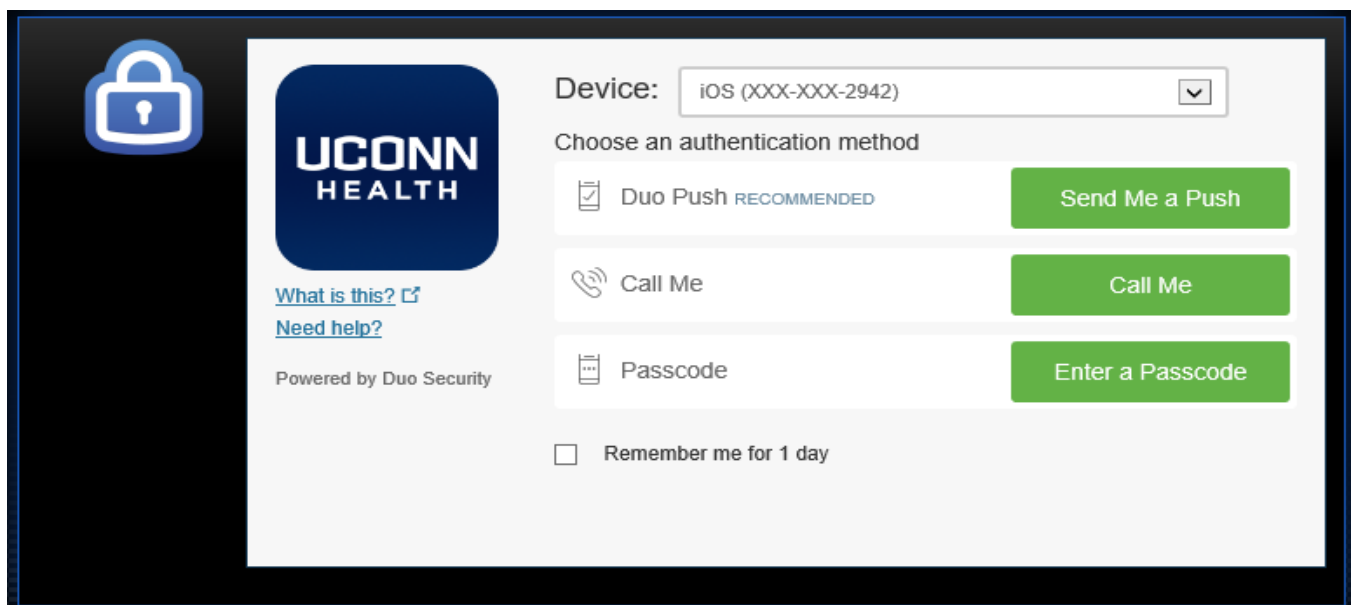 UCONN
HEALTH
What is this?
Need help?
Powered by Duo Security
Device: iOS (XXX-XXX-2942)
Choose an authentication method
Duo Push RECOMMENDED Send Me a Push
Call Me Call Me
Passcode Enter a Passcode
Remember me for 1 day